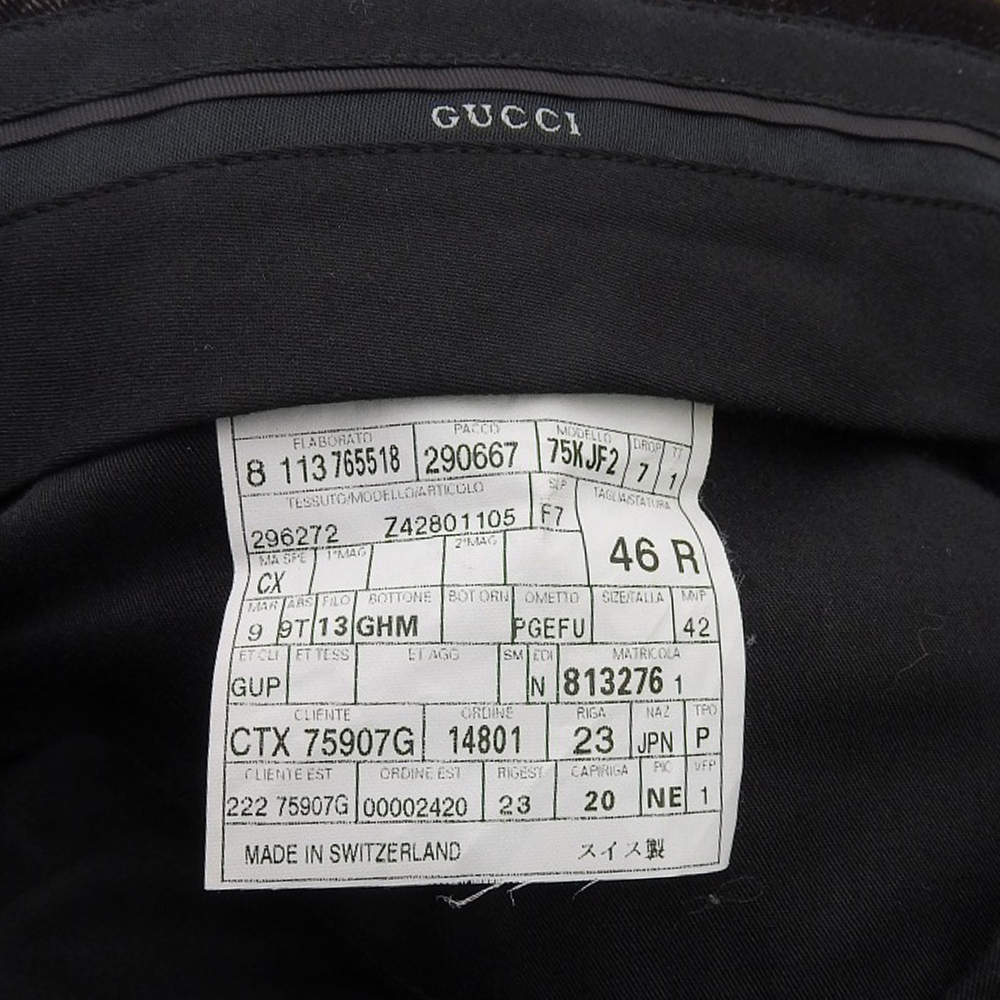 GUCCI
ELABORATO PACCO MODELLO DROP TT
8 113 765518 290667 75KJF2 7 1
TESSUTO/MODELLO/ARTICOLO SLP TAGLIA/STATURA
296272 Z42801105 F7 46 R
MA SPE 1°MAG 2°MAG
CX
MAR ABS FILO BOTTONE BOT ORN OMETTO SIZE/TALLA MVP
9 9T 13 GHM PGEFU 42
ET CLI ET TESS ET AGG SM EDI MATRICOLA
GUP N 813276 1
CLIENTE ORDINE RIGA NAZ TPO
CTX 75907G 14801 23 JPN P
CLIENTE EST ORDINE EST RIGEST CAPIRIGA PIC VFP
222 75907G 00002420 23 20 NE 1
MADE IN SWITZERLAND スイス製